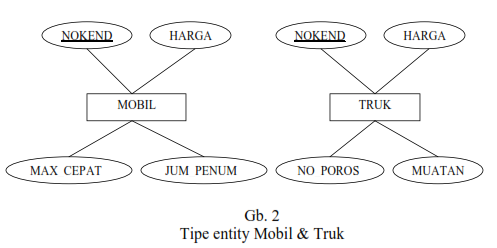 NOKEND HARGA NOKEND HARGA
MOBIL TRUK
MAX CEPAT JUM PENUM NO POROS MUATAN
Gb. 2
Tipe entity Mobil & Truk